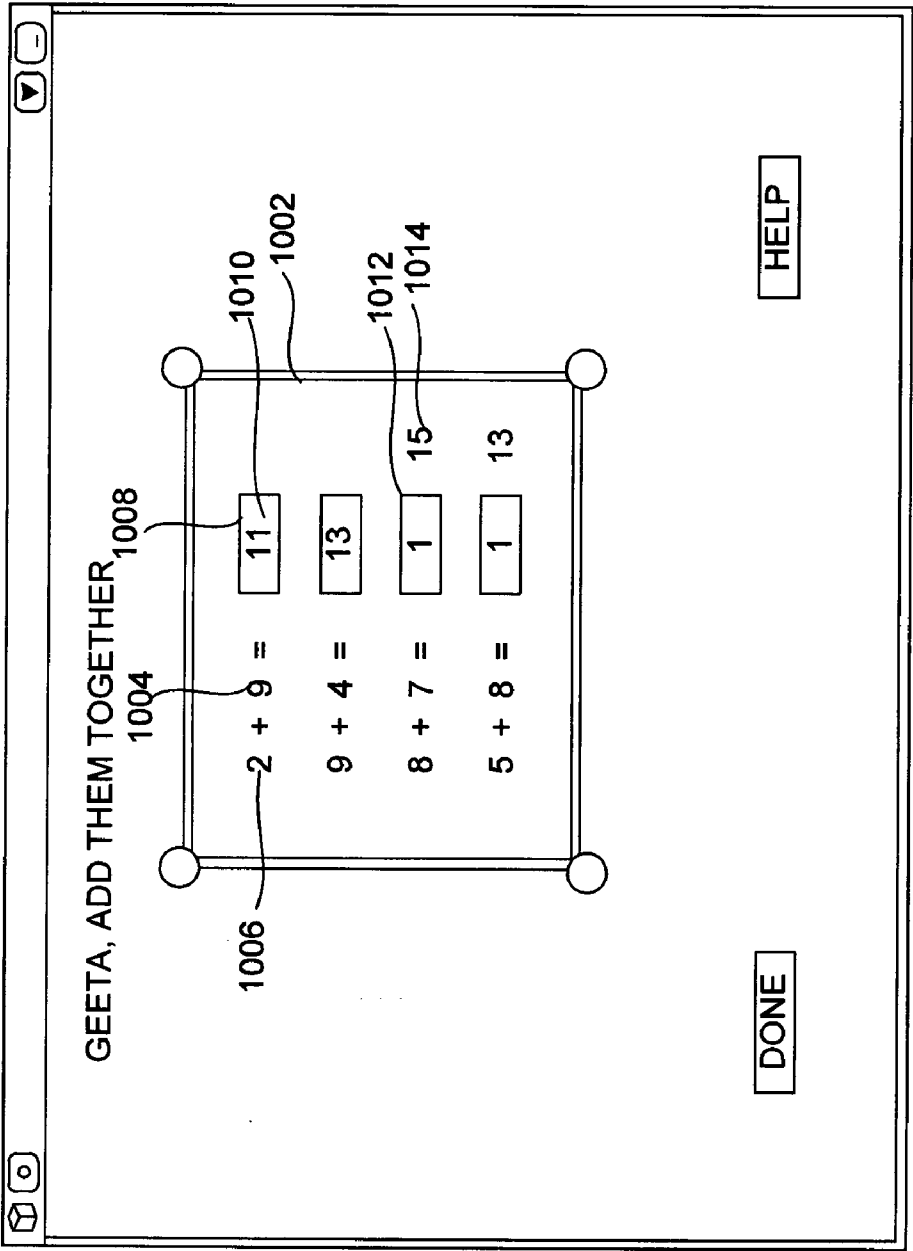 GEETA, ADD THEM TOGETHER
1004 1008
1006 2 + 9 = 11 1010
1002
9 + 4 = 13
8 + 7 = 1 15 1012
1014
5 + 8 = 1 13
DONE HELP